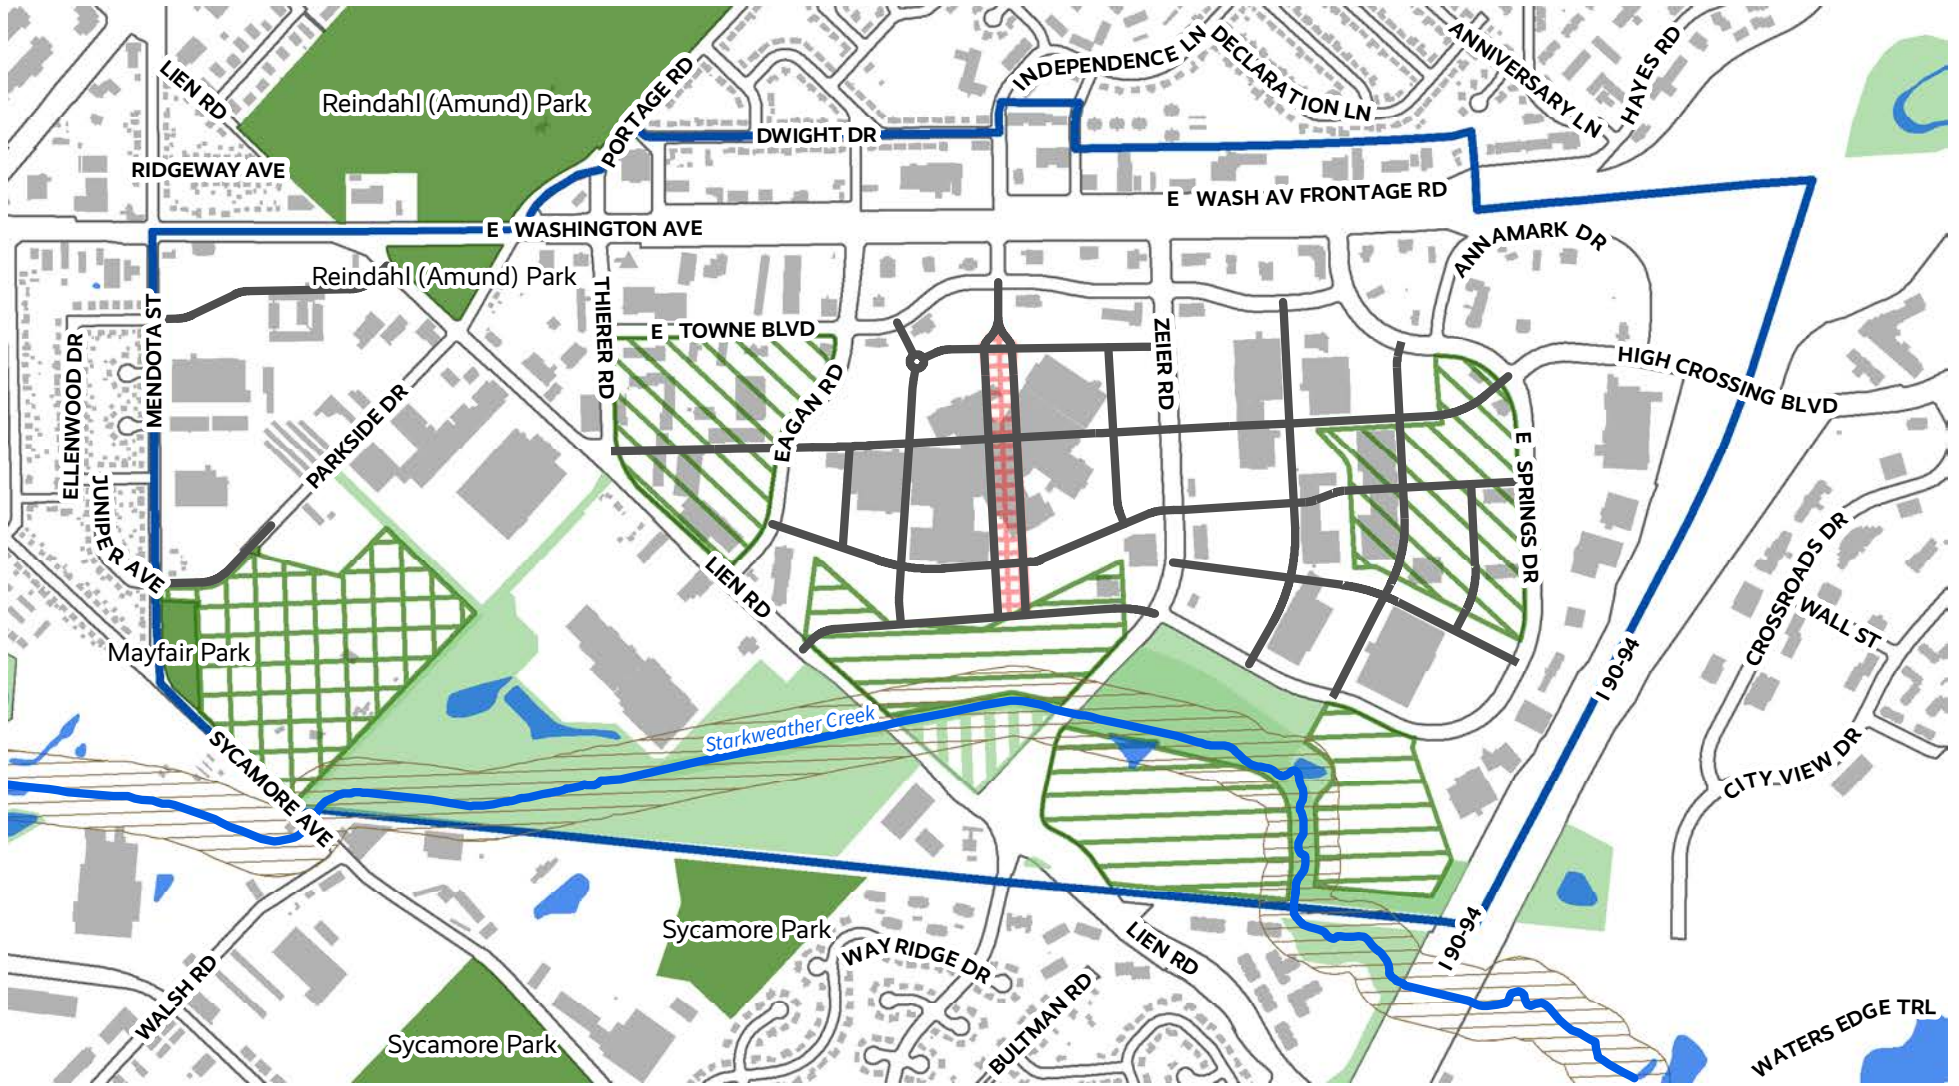 LIEN RD
Reindahl (Amund) Park
PORTAGE RD
INDEPENDENCE LN
DECLARATION LN
ANNIVERSARY LN
HAYES RD
DWIGHT DR
RIDGEWAY AVE
E WASH AV FRONTAGE RD
E WASHINGTON AVE
ANNAMARK DR
Reindahl (Amund) Park
MENDOTA ST
THIERER RD
E TOWNE BLVD
ZEIER RD
ELLENWOOD DR
HIGH CROSSING BLVD
PARKSIDE DR
EAGAN RD
JUNIPER AVE
E SPRINGS DR
LIEN RD
CROSSROADS DR
WALL ST
Mayfair Park
I 90-94
Starkweather Creek
SYCAMORE AVE
CITY VIEW DR
Sycamore Park
WAYRIDGE DR
LIEN RD
I 90-94
WALSH RD
BULTMAN RD
Sycamore Park
WATERS EDGE TRL